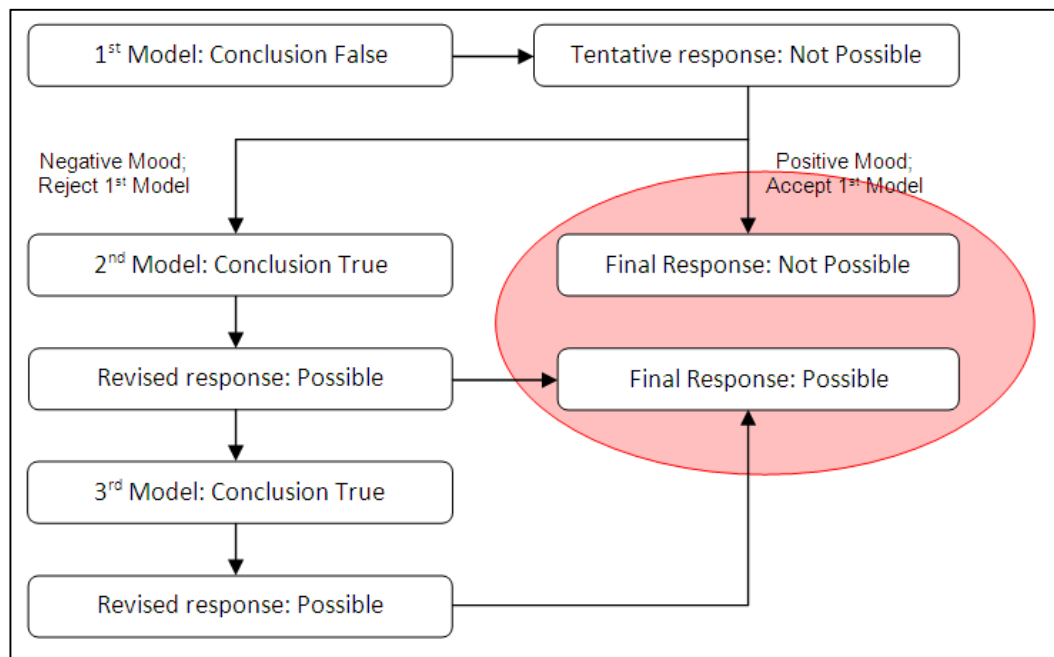 1st Model: Conclusion False
Tentative response: Not Possible
Negative Mood;
Reject 1st Model
Positive Mood;
Accept 1st Model
2nd Model: Conclusion True
Final Response: Not Possible
Revised response: Possible
Final Response: Possible
3rd Model: Conclusion True
Revised response: Possible